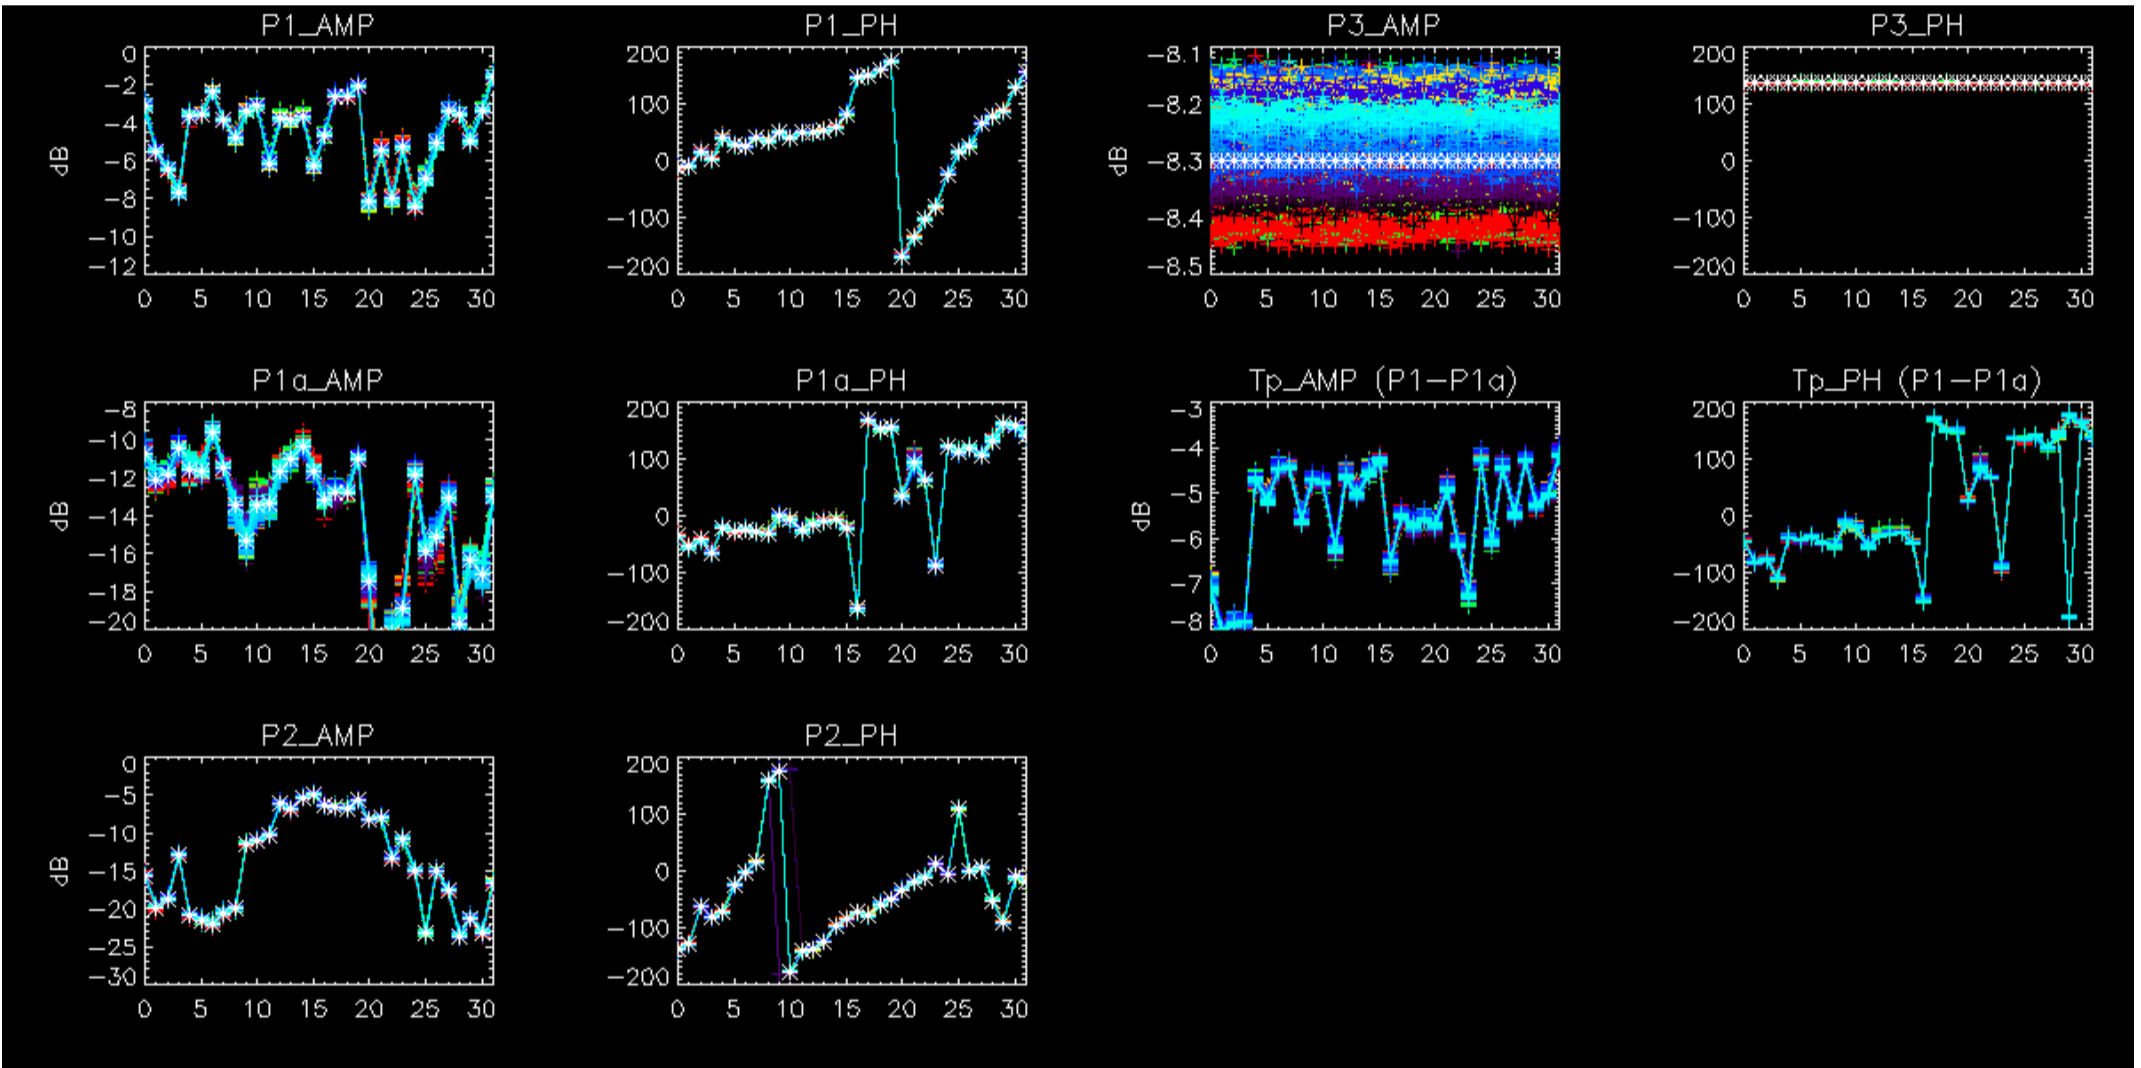 P1_AMP
P1_PH
P3_AMP
P3_PH
0
−2
−4
−6
−8
−10
−12
dB
0 5 10 15 20 25 30
200
100
0
−100
−200
0 5 10 15 20 25 30
−8.1
−8.2
−8.3
−8.4
−8.5
dB
0 5 10 15 20 25 30
200
100
0
−100
−200
0 5 10 15 20 25 30
P1a_AMP
P1a_PH
Tp_AMP (P1−P1a)
Tp_PH (P1−P1a)
−8
−10
−12
−14
−16
−18
−20
dB
0 5 10 15 20 25 30
200
100
0
−100
−200
0 5 10 15 20 25 30
−3
−4
−5
−6
−7
−8
dB
0 5 10 15 20 25 30
200
100
0
−100
−200
0 5 10 15 20 25 30
P2_AMP
P2_PH
0
−5
−10
−15
−20
−25
−30
dB
0 5 10 15 20 25 30
200
100
0
−100
−200
0 5 10 15 20 25 30